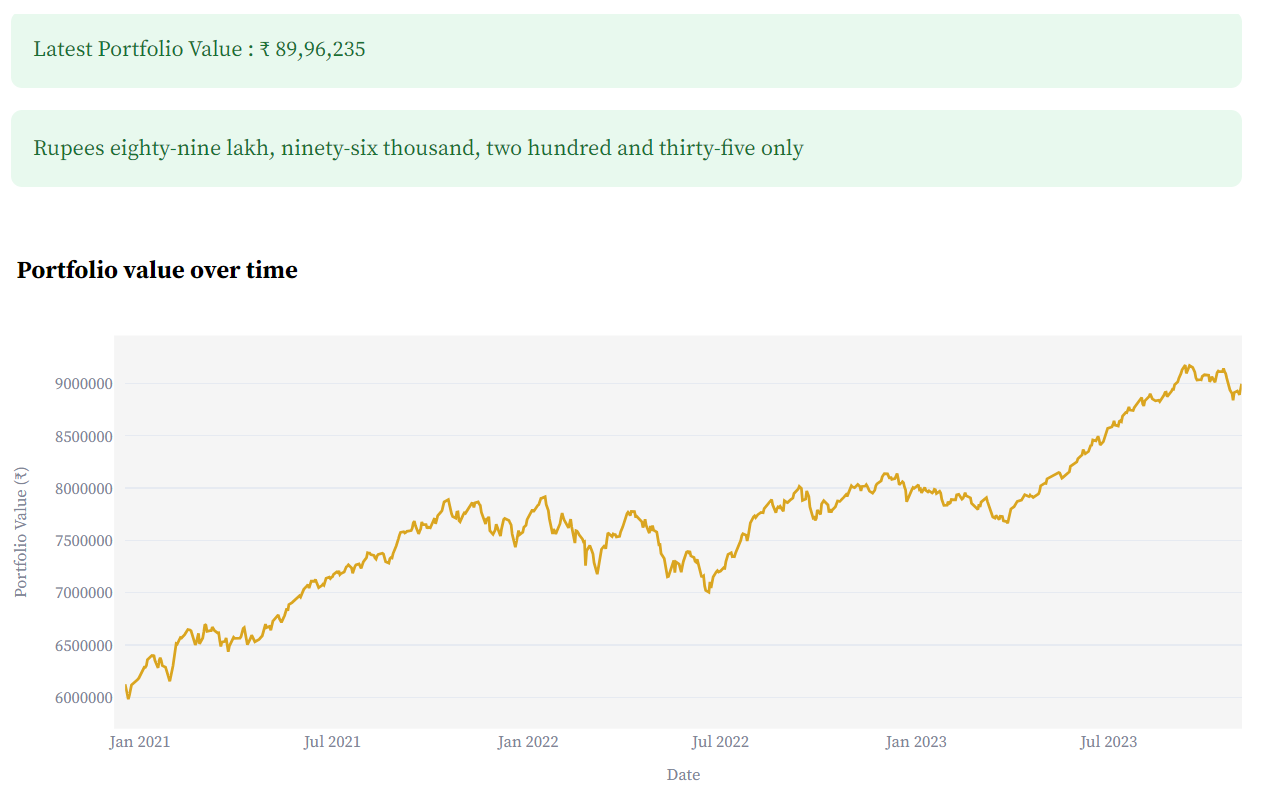 Latest Portfolio Value : ₹ 89,96,235
Rupees eighty-nine lakh, ninety-six thousand, two hundred and thirty-five only
Portfolio value over time
Portfolio Value (₹)
9000000
8500000
8000000
7500000
7000000
6500000
6000000
Jan 2021 Jul 2021 Jan 2022 Jul 2022 Jan 2023 Jul 2023
Date